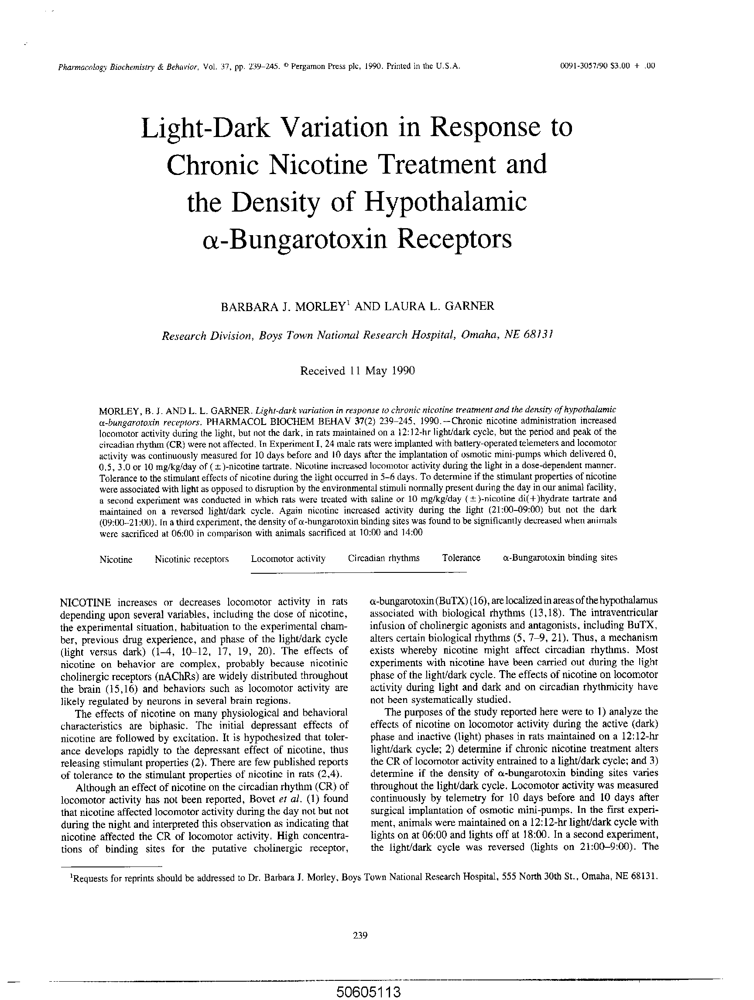 Pharmacology Biochemistry & Behavior, Vol. 37, pp. 239–245. © Pergamon Press plc, 1990. Printed in the U.S.A.
0091-3057/90 $3.00 + .00
Light-Dark Variation in Response to
Chronic Nicotine Treatment and
the Density of Hypothalamic
α-Bungarotoxin Receptors
BARBARA J. MORLEY¹ AND LAURA L. GARNER
Research Division, Boys Town National Research Hospital, Omaha, NE 68131
Received 11 May 1990
MORLEY, B. J. AND L. L. GARNER. Light-dark variation in response to chronic nicotine treatment and the density of hypothalamic
α-bungarotoxin receptors. PHARMACOL BIOCHEM BEHAV 37(2) 239–245, 1990.—Chronic nicotine administration increased
locomotor activity during the light, but not the dark, in rats maintained on a 12:12-hr light/dark cycle, but the period and peak of the
circadian rhythm (CR) were not affected. In Experiment I, 24 male rats were implanted with battery-operated telemeters and locomotor
activity was continuously measured for 10 days before and 10 days after the implantation of osmotic mini-pumps which delivered 0,
0.5, 3.0 or 10 mg/kg/day of (±)-nicotine tartrate. Nicotine increased locomotor activity during the light in a dose-dependent manner.
Tolerance to the stimulant effects of nicotine during the light occurred in 5–6 days. To determine if the stimulant properties of nicotine
were associated with light as opposed to disruption by the environmental stimuli normally present during the day in our animal facility,
a second experiment was conducted in which rats were treated with saline or 10 mg/kg/day (±)-nicotine di(+)hydrate tartrate and
maintained on a reversed light/dark cycle. Again nicotine increased activity during the light (21:00–09:00) but not the dark
(09:00–21:00). In a third experiment, the density of α-bungarotoxin binding sites was found to be significantly decreased when animals
were sacrificed at 06:00 in comparison with animals sacrificed at 10:00 and 14:00
Nicotine Nicotinic receptors Locomotor activity Circadian rhythms Tolerance α-Bungarotoxin binding sites
NICOTINE increases or decreases locomotor activity in rats
depending upon several variables, including the dose of nicotine,
the experimental situation, habituation to the experimental cham-
ber, previous drug experience, and phase of the light/dark cycle
(light versus dark) (1–4, 10–12, 17, 19, 20). The effects of
nicotine on behavior are complex, probably because nicotinic
cholinergic receptors (nAChRs) are widely distributed throughout
the brain (15,16) and behaviors such as locomotor activity are
likely regulated by neurons in several brain regions.
The effects of nicotine on many physiological and behavioral
characteristics are biphasic. The initial depressant effects of
nicotine are followed by excitation. It is hypothesized that toler-
ance develops rapidly to the depressant effect of nicotine, thus
releasing stimulant properties (2). There are few published reports
of tolerance to the stimulant properties of nicotine in rats (2,4).
Although an effect of nicotine on the circadian rhythm (CR) of
locomotor activity has not been reported, Bovet et al. (1) found
that nicotine affected locomotor activity during the day not but not
during the night and interpreted this observation as indicating that
nicotine affected the CR of locomotor activity. High concentra-
tions of binding sites for the putative cholinergic receptor,
α-bungarotoxin (BuTX) (16), are localized in areas of the hypothalamus
associated with biological rhythms (13,18). The intraventricular
infusion of cholinergic agonists and antagonists, including BuTX,
alters certain biological rhythms (5, 7–9, 21). Thus, a mechanism
exists whereby nicotine might affect circadian rhythms. Most
experiments with nicotine have been carried out during the light
phase of the light/dark cycle. The effects of nicotine on locomotor
activity during light and dark and on circadian rhythmicity have
not been systematically studied.
The purposes of the study reported here were to 1) analyze the
effects of nicotine on locomotor activity during the active (dark)
phase and inactive (light) phases in rats maintained on a 12:12-hr
light/dark cycle; 2) determine if chronic nicotine treatment alters
the CR of locomotor activity entrained to a light/dark cycle; and 3)
determine if the density of α-bungarotoxin binding sites varies
throughout the light/dark cycle. Locomotor activity was measured
continuously by telemetry for 10 days before and 10 days after
surgical implantation of osmotic mini-pumps. In the first experi-
ment, animals were maintained on a 12:12-hr light/dark cycle with
lights on at 06:00 and lights off at 18:00. In a second experiment,
the light/dark cycle was reversed (lights on 21:00–9:00). The
¹Requests for reprints should be addressed to Dr. Barbara J. Morley, Boys Town National Research Hospital, 555 North 30th St., Omaha, NE 68131.
239
50605113